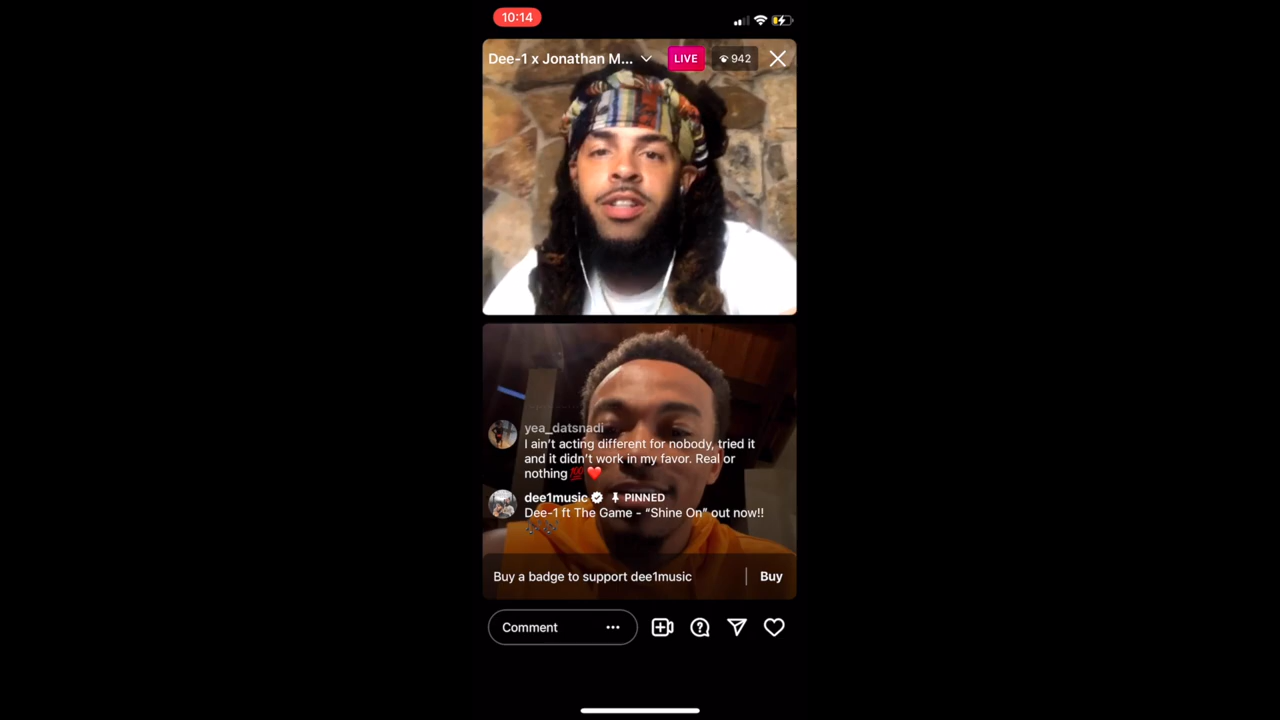 10:14
Dee-1 x Jonathan M...
LIVE
942
yea_datsnadi
I ain't acting different for nobody, tried it
and it didn't work in my favor. Real or
nothing 💯 ❤️
dee1music PINNED
Dee-1 ft The Game - “Shine On” out now!!
Buy a badge to support dee1music
Buy
Comment